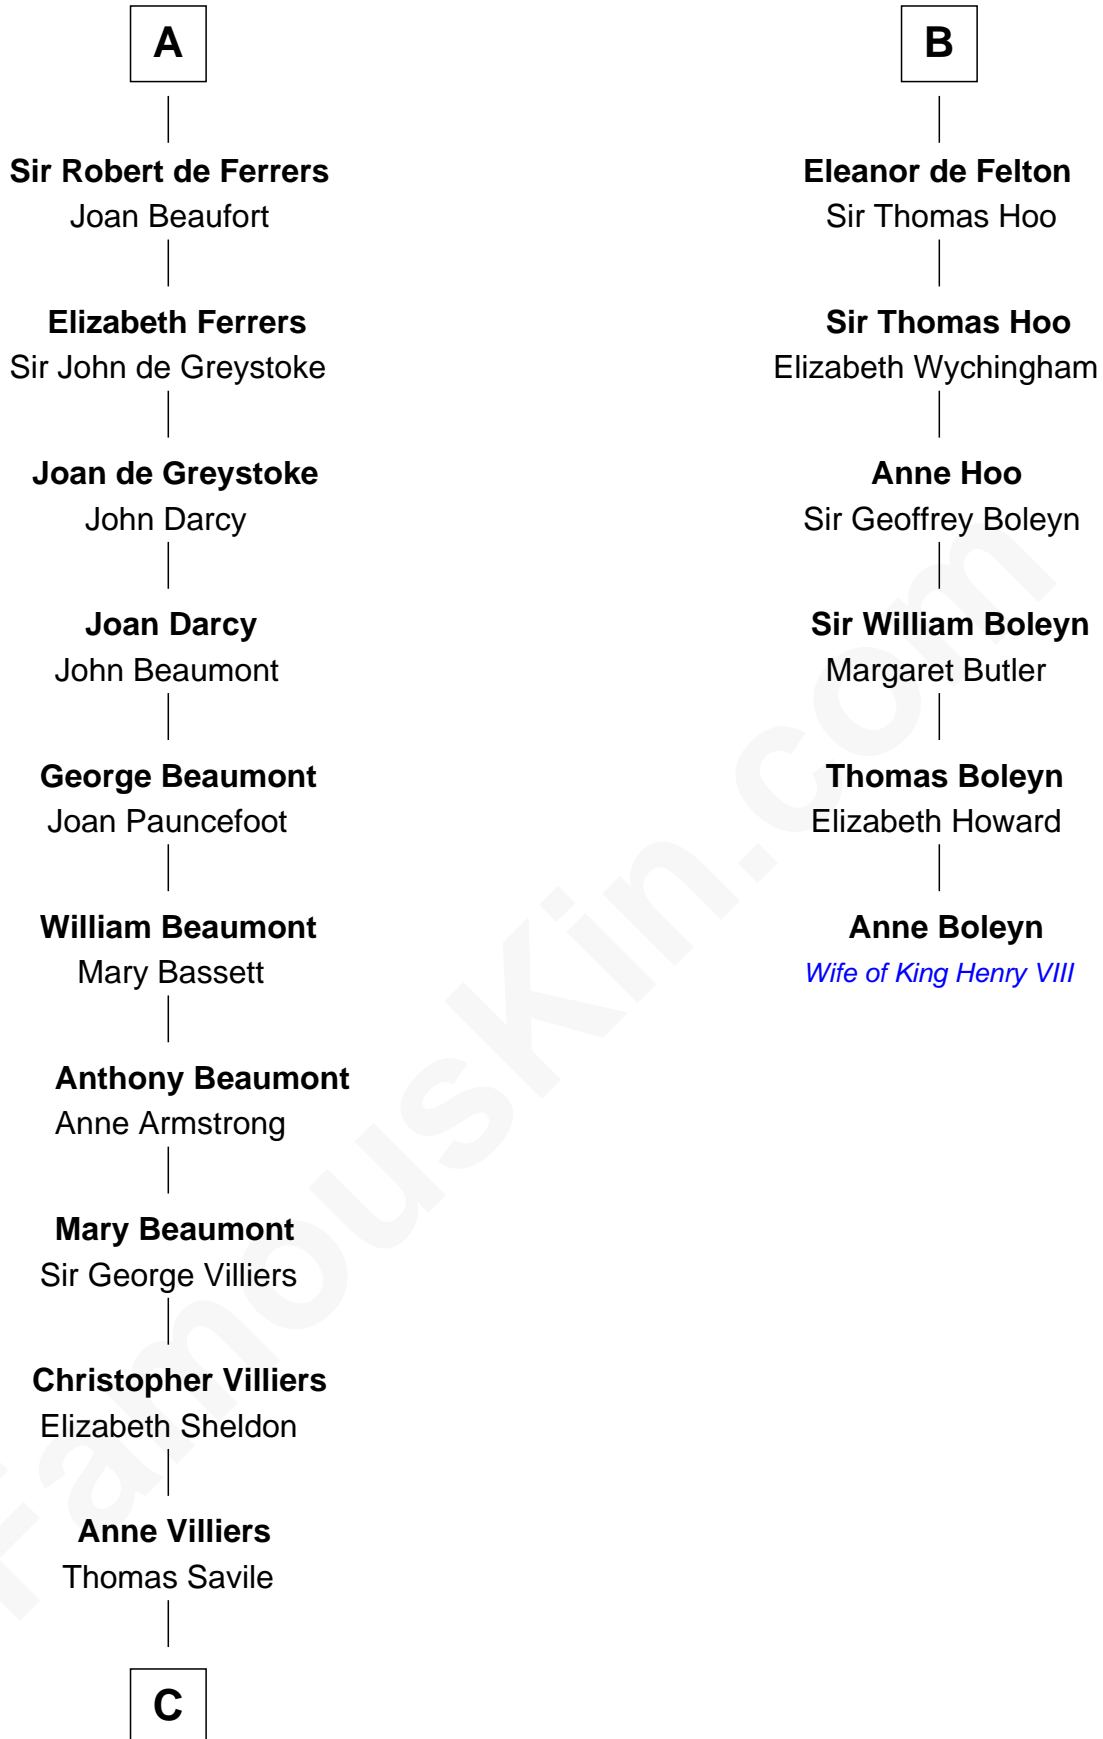 A
Sir Robert de Ferrers
Joan Beaufort
Elizabeth Ferrers
Sir John de Greystoke
Joan de Greystoke
John Darcy
Joan Darcy
John Beaumont
George Beaumont
Joan Pauncefoot
William Beaumont
Mary Bassett
Anthony Beaumont
Anne Armstrong
Mary Beaumont
Sir George Villiers
Christopher Villiers
Elizabeth Sheldon
Anne Villiers
Thomas Savile
C
B
Eleanor de Felton
Sir Thomas Hoo
Sir Thomas Hoo
Elizabeth Wychingham
Anne Hoo
Sir Geoffrey Boleyn
Sir William Boleyn
Margaret Butler
Thomas Boleyn
Elizabeth Howard
Anne Boleyn
Wife of King Henry VIII
FamousKin.com